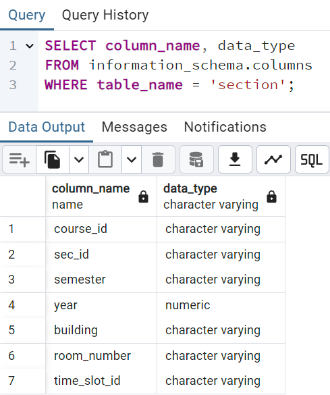 Query Query History
1 SELECT column_name, data_type
2 FROM information_schema.columns
3 WHERE table_name = 'section';
Data Output Messages Notifications
SQL
column_name data_type
name character varying
1 course_id character varying
2 sec_id character varying
3 semester character varying
4 year numeric
5 building character varying
6 room_number character varying
7 time_slot_id character varying